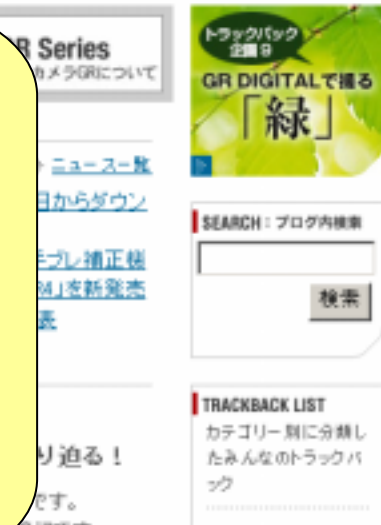 R Series
カメラGRについて
ニュース一覧
日からダウン
手ブレ補正機
R4」を新発売
表
り迫る！
です。
トラックバック
企画9
GR DIGITALで撮る
「緑」
SEARCH：ブログ内検索
検索
TRACKBACK LIST
カテゴリー別に分類し
たみんなのトラックバ
ック